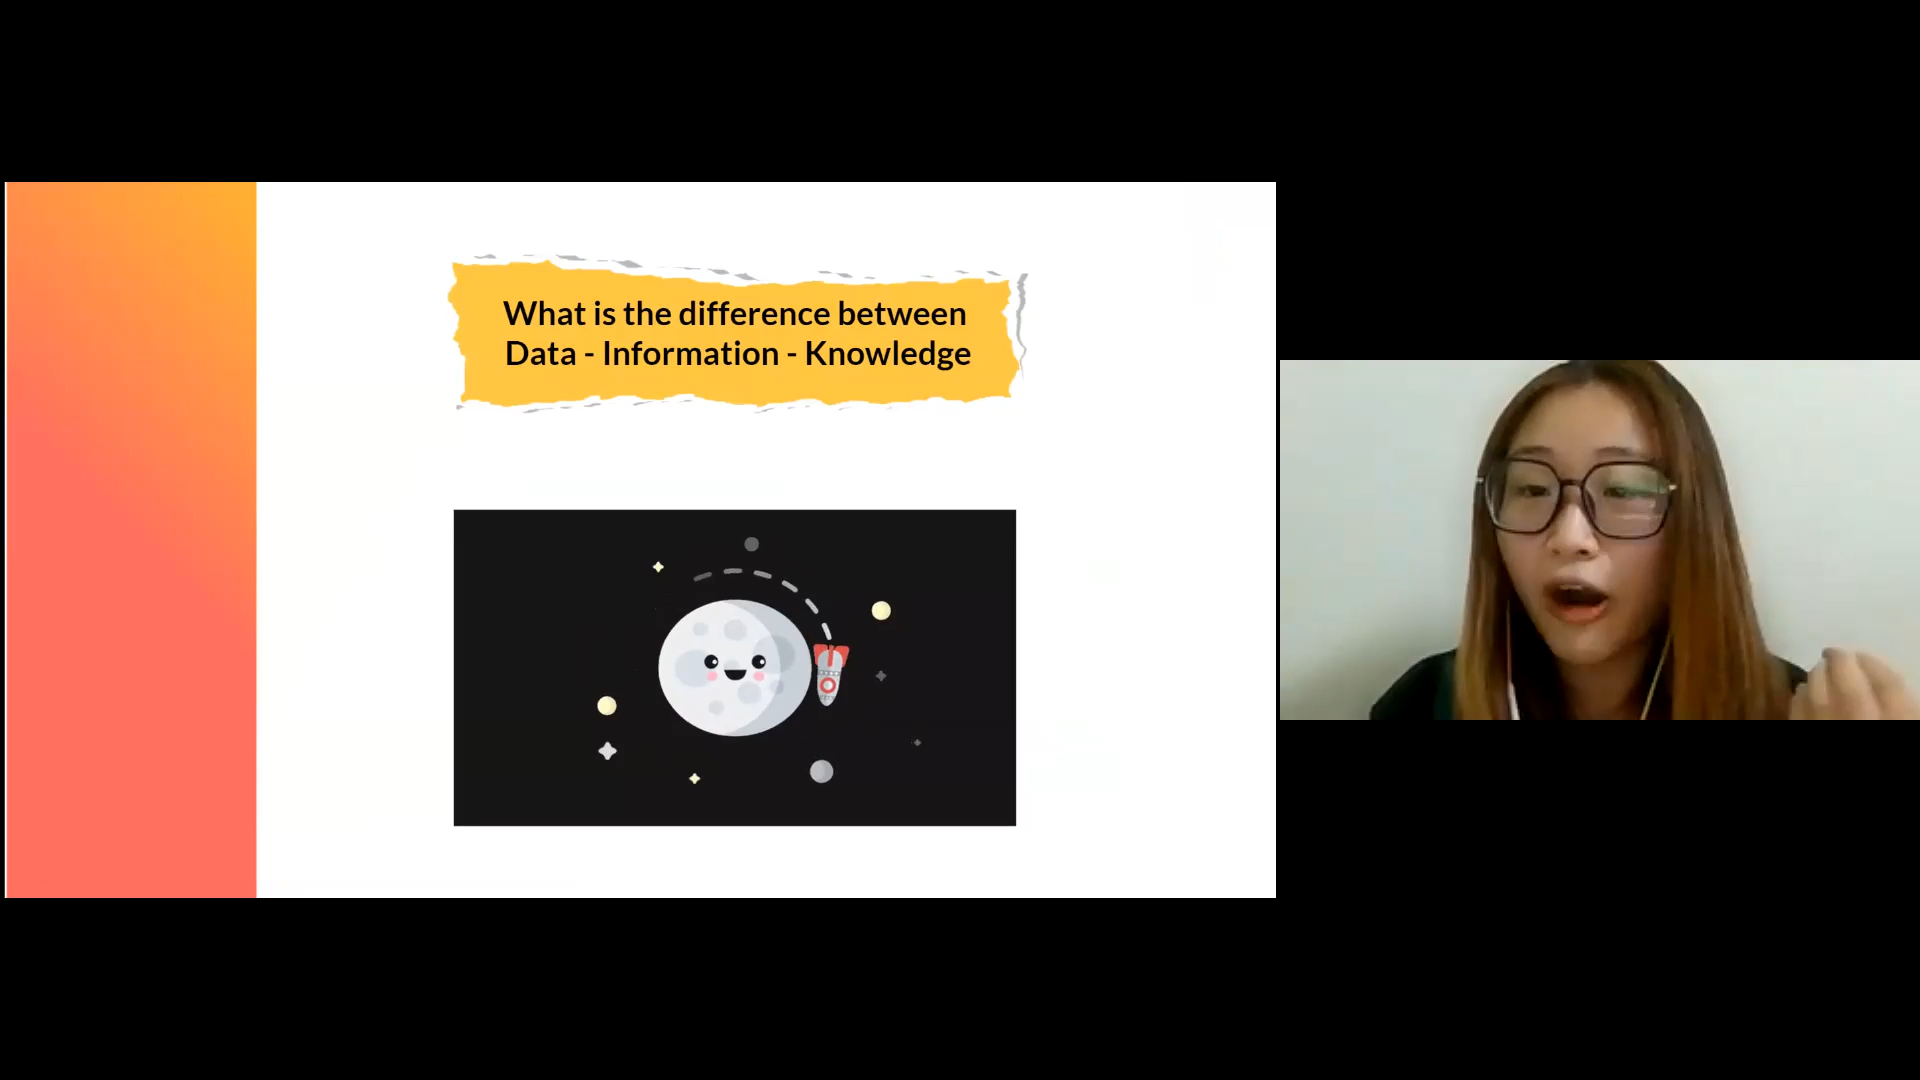 What is the difference between
Data - Information - Knowledge